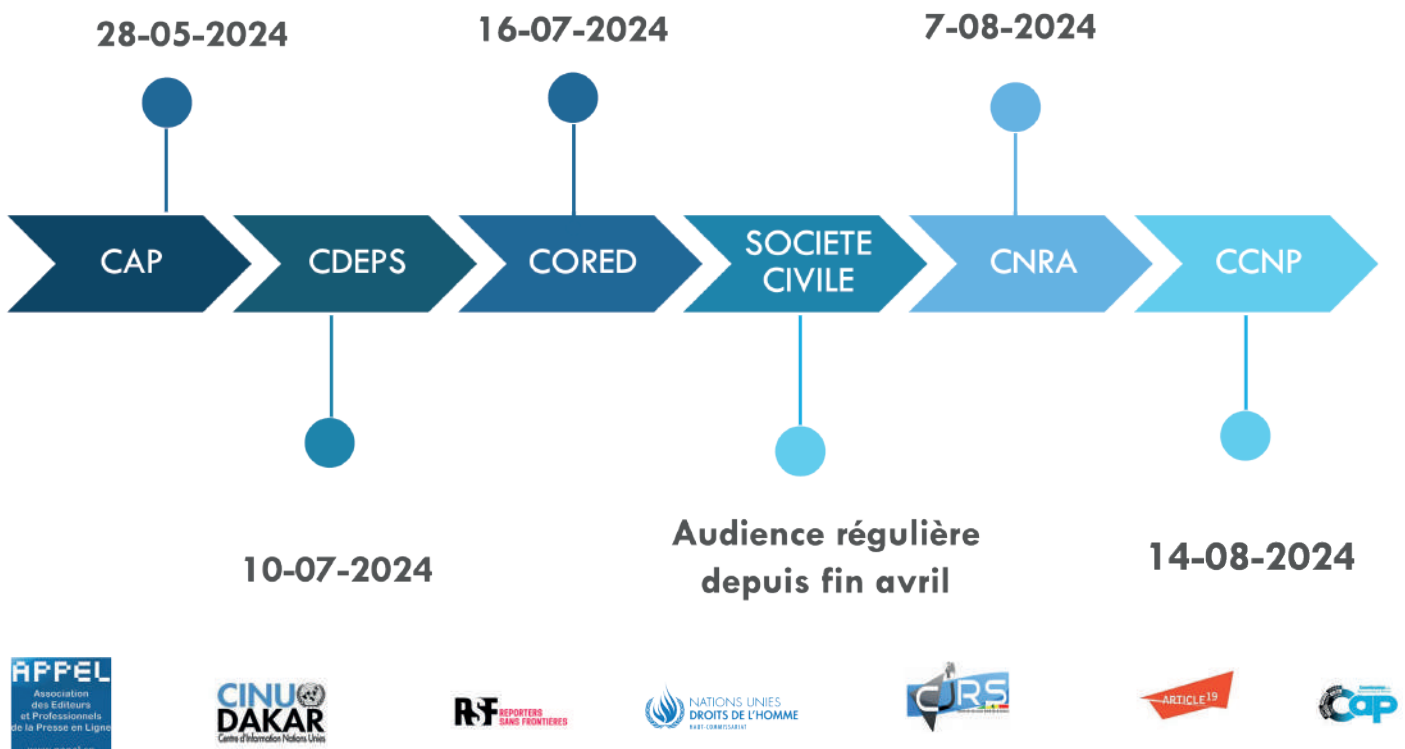 28-05-2024
16-07-2024
7-08-2024
CAP
CDEPS
CORED
SOCIETE
CIVILE
CNRA
CCNP
10-07-2024
Audience régulière
depuis fin avril
14-08-2024
APPEL
Association
des Editeurs
et Professionnels
de la Presse en Ligne
CINU
DAKAR
Centre d'Information Nations Unies
RSF REPORTERS
SANS FRONTIERES
NATIONS UNIES
DROITS DE L'HOMME
HAUT-COMMISSARIAT
CJRS
ARTICLE 19
Cap